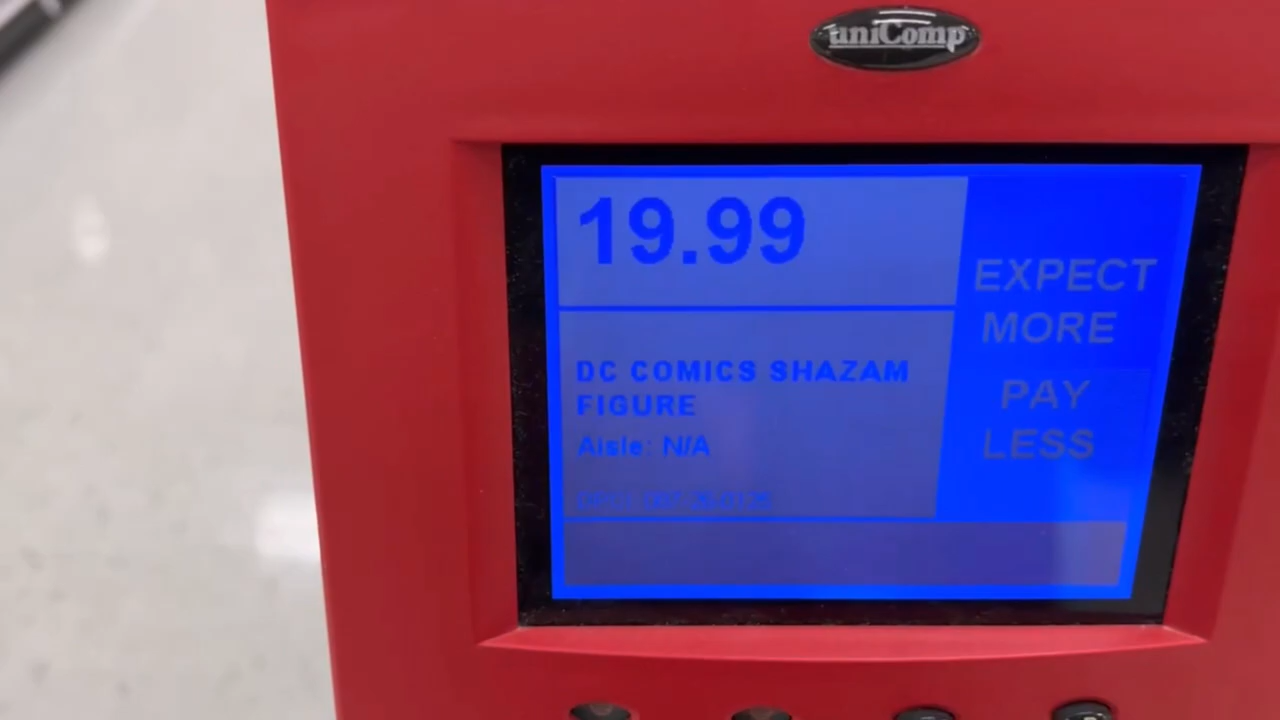 uniComp
19.99
DC COMICS SHAZAM
FIGURE
Aisle: N/A
EXPECT
MORE
PAY
LESS